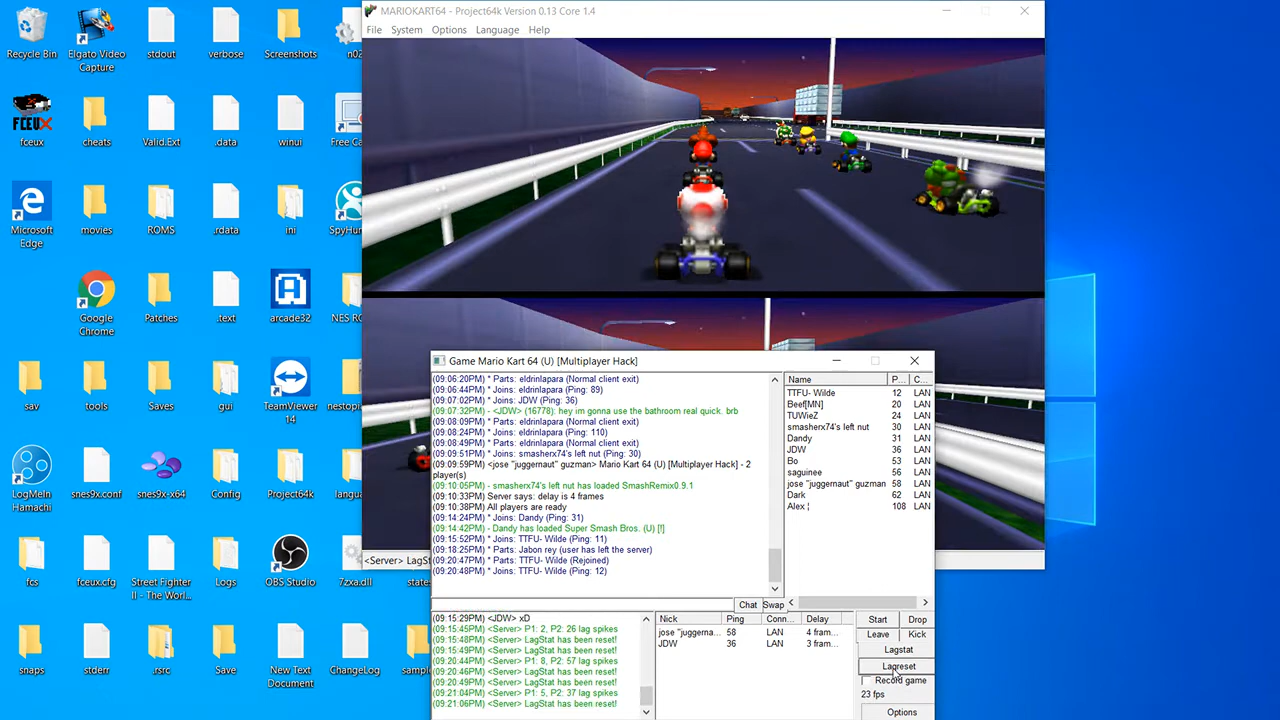 Recycle Bin
Elgato Video
Capture
stdout
verbose
Screenshots
n02
fceux
cheats
Valid.Ext
.data
winui
Free Ga
Microsoft
Edge
movies
ROMS
.rdata
ini
SpyHun
Google
Chrome
Patches
.text
arcade32
NES RO
sav
tools
Saves
gui
TeamViewer
14
nestop
LogMeIn
Hamachi
snes9x.conf
snes9x-x64
Config
Project64k
langua
fcs
fceux.cfg
Street Fighter
II - The Worl...
Logs
OBS Studio
7zxa.dll
states
snaps
stderr
.rsrc
Save
New Text
Document
ChangeLog
sampl
MARIOKART64 - Project64k Version 0.13 Core 1.4
File System Options Language Help
<Server> LagS
Game Mario Kart 64 (U) [Multiplayer Hack]
(09:06:20PM) * Parts: eldrinlapara (Normal client exit)
(09:06:44PM) * Joins: eldrinlapara (Ping: 89)
(09:07:02PM) * Joins: JDW (Ping: 36)
(09:07:32PM) - <JDW> (16778): hey im gonna use the bathroom real quick. brb
(09:08:09PM) * Parts: eldrinlapara (Normal client exit)
(09:08:24PM) * Joins: eldrinlapara (Ping: 110)
(09:08:49PM) * Parts: eldrinlapara (Normal client exit)
(09:09:51PM) * Joins: smasherx74's left nut (Ping: 30)
(09:09:59PM) <jose "juggernaut" guzman> Mario Kart 64 (U) [Multiplayer Hack] - 2
player(s)
(09:10:05PM) - smasherx74's left nut has loaded SmashRemix0.9.1
(09:10:33PM) Server says: delay is 4 frames
(09:10:38PM) All players are ready
(09:14:24PM) * Joins: Dandy (Ping: 31)
(09:14:42PM) - Dandy has loaded Super Smash Bros. (U) [!]
(09:15:52PM) * Joins: TTFU- Wilde (Ping: 11)
(09:18:25PM) * Parts: Jabon rey (user has left the server)
(09:20:47PM) * Parts: TTFU- Wilde (Rejoined)
(09:20:48PM) * Joins: TTFU- Wilde (Ping: 12)
Name P... C...
TTFU- Wilde 12 LAN
Beef[MN] 20 LAN
TUWieZ 24 LAN
smasherx74's left nut 30 LAN
Dandy 31 LAN
JDW 36 LAN
Bo 53 LAN
saguinee 56 LAN
jose "juggernaut" guzman 58 LAN
Dark 62 LAN
Alex ¦ 108 LAN
Chat Swap
(09:15:29PM) <JDW> xD
(09:15:45PM) <Server> P1: 2, P2: 26 lag spikes
(09:15:48PM) <Server> LagStat has been reset!
(09:20:44PM) <Server> P1: 8, P2: 57 lag spikes
(09:20:46PM) <Server> LagStat has been reset!
(09:21:04PM) <Server> P1: 5, P2: 37 lag spikes
(09:21:06PM) <Server> LagStat has been reset!
Nick Ping Conn... Delay
jose "juggerna... 58 LAN 4 fram...
JDW 36 LAN 3 fram...
Start Drop
Leave Kick
Lagstat
Lagreset
Record game
23 fps
Options